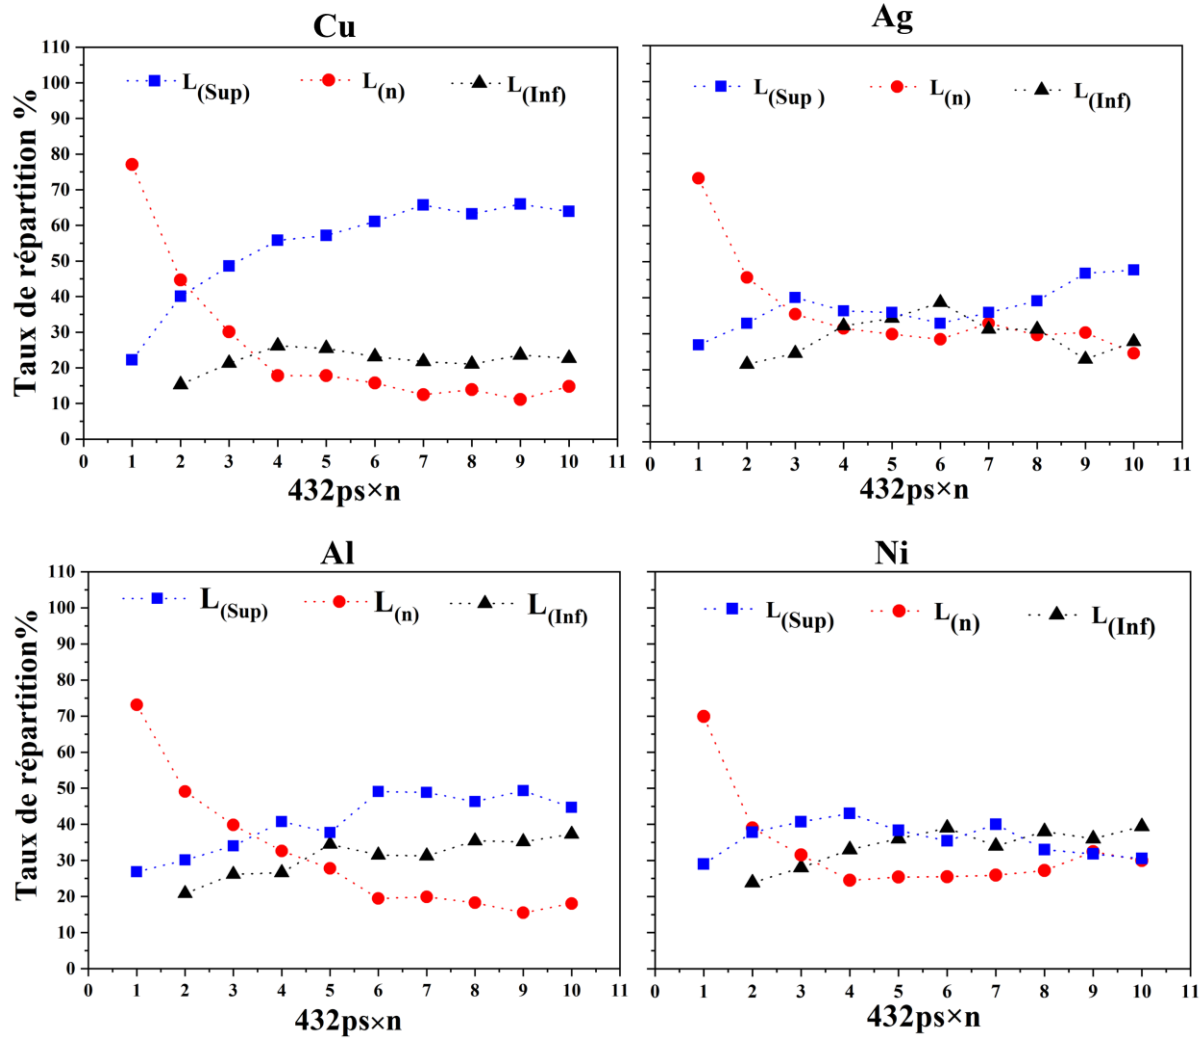 Cu
L(Sup) L(n) L(Inf)
Taux de répartition %
110
100
90
80
70
60
50
40
30
20
10
0
0 1 2 3 4 5 6 7 8 9 10 11
432ps×n
Ag
L(Sup ) L(n) L(Inf)
0 1 2 3 4 5 6 7 8 9 10 11
432ps×n
Al
L(Sup) L(n) L(Inf)
Taux de répartition%
110
100
90
80
70
60
50
40
30
20
10
0
0 1 2 3 4 5 6 7 8 9 10 11
432ps×n
Ni
L(Sup) L(n) L(Inf)
0 1 2 3 4 5 6 7 8 9 10 11
432ps×n